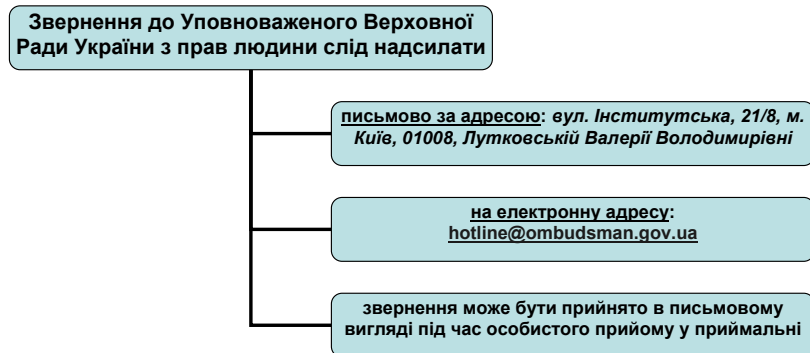 Звернення до Уповноваженого Верховної
Ради України з прав людини слід надсилати
письмово за адресою: вул. Інститутська, 21/8, м.
Київ, 01008, Лутковській Валерії Володимирівні
на електронну адресу:
hotline@ombudsman.gov.ua
звернення може бути прийнято в письмовому
вигляді під час особистого прийому у приймальні